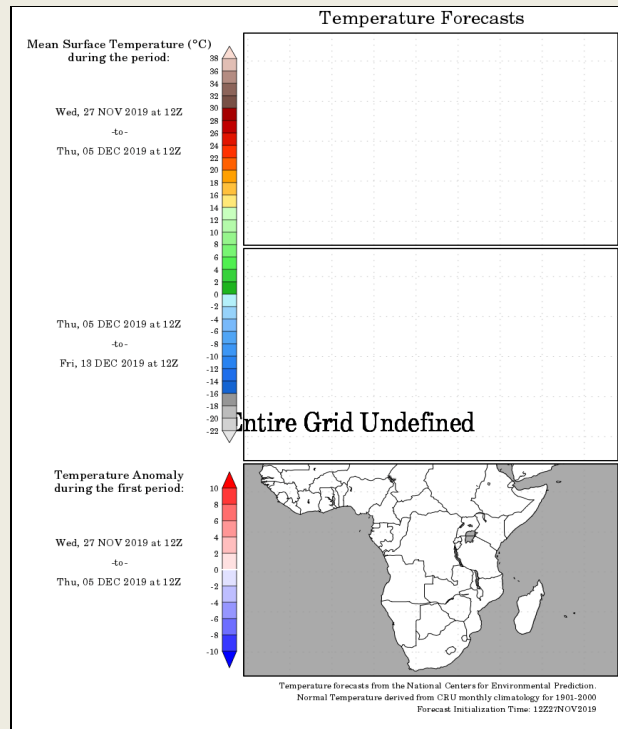 Temperature Forecasts
Mean Surface Temperature (°C)
during the period:
Wed, 27 NOV 2019 at 12Z
-to-
Thu, 05 DEC 2019 at 12Z
38
36
34
32
30
28
26
24
22
20
18
16
14
12
10
8
6
4
2
0
-2
-4
-6
-8
-10
-12
-14
-16
-18
-20
-22
Thu, 05 DEC 2019 at 12Z
-to-
Fri, 13 DEC 2019 at 12Z
Entire Grid Undefined
Temperature Anomaly
during the first period:
Wed, 27 NOV 2019 at 12Z
-to-
Thu, 05 DEC 2019 at 12Z
10
8
6
4
2
0
-2
-4
-6
-8
-10
Temperature forecasts from the National Centers for Environmental Prediction.
Normal Temperature derived from CRU monthly climatology for 1901-2000
Forecast Initialization Time: 12Z27NOV2019